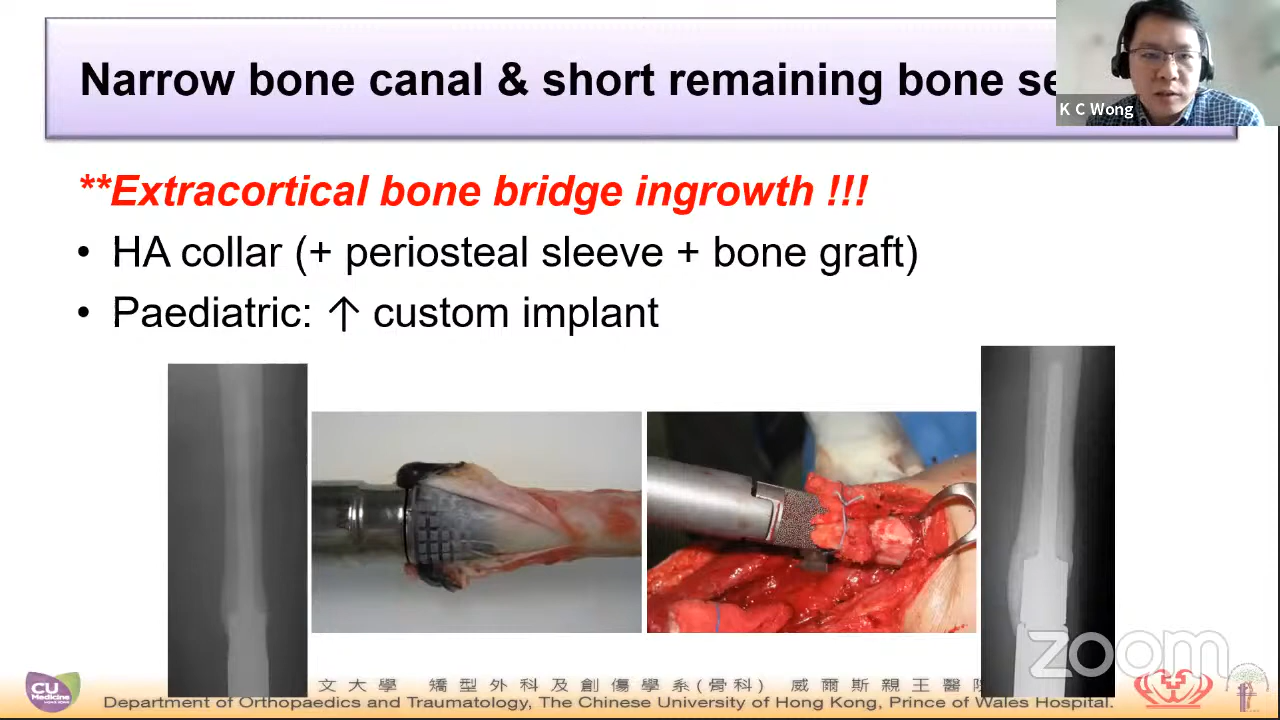 Narrow bone canal & short remaining bone se
K C Wong
**Extracortical bone bridge ingrowth !!!
• HA collar (+ periosteal sleeve + bone graft)
• Paediatric: ↑ custom implant
zoom
文大學 矯型外科及創傷學系(骨科) 威爾斯親王醫院
CU
Medicine
HONG KONG
Department of Orthopaedics and Traumatology, The Chinese University of Hong Kong, Prince of Wales Hospital.